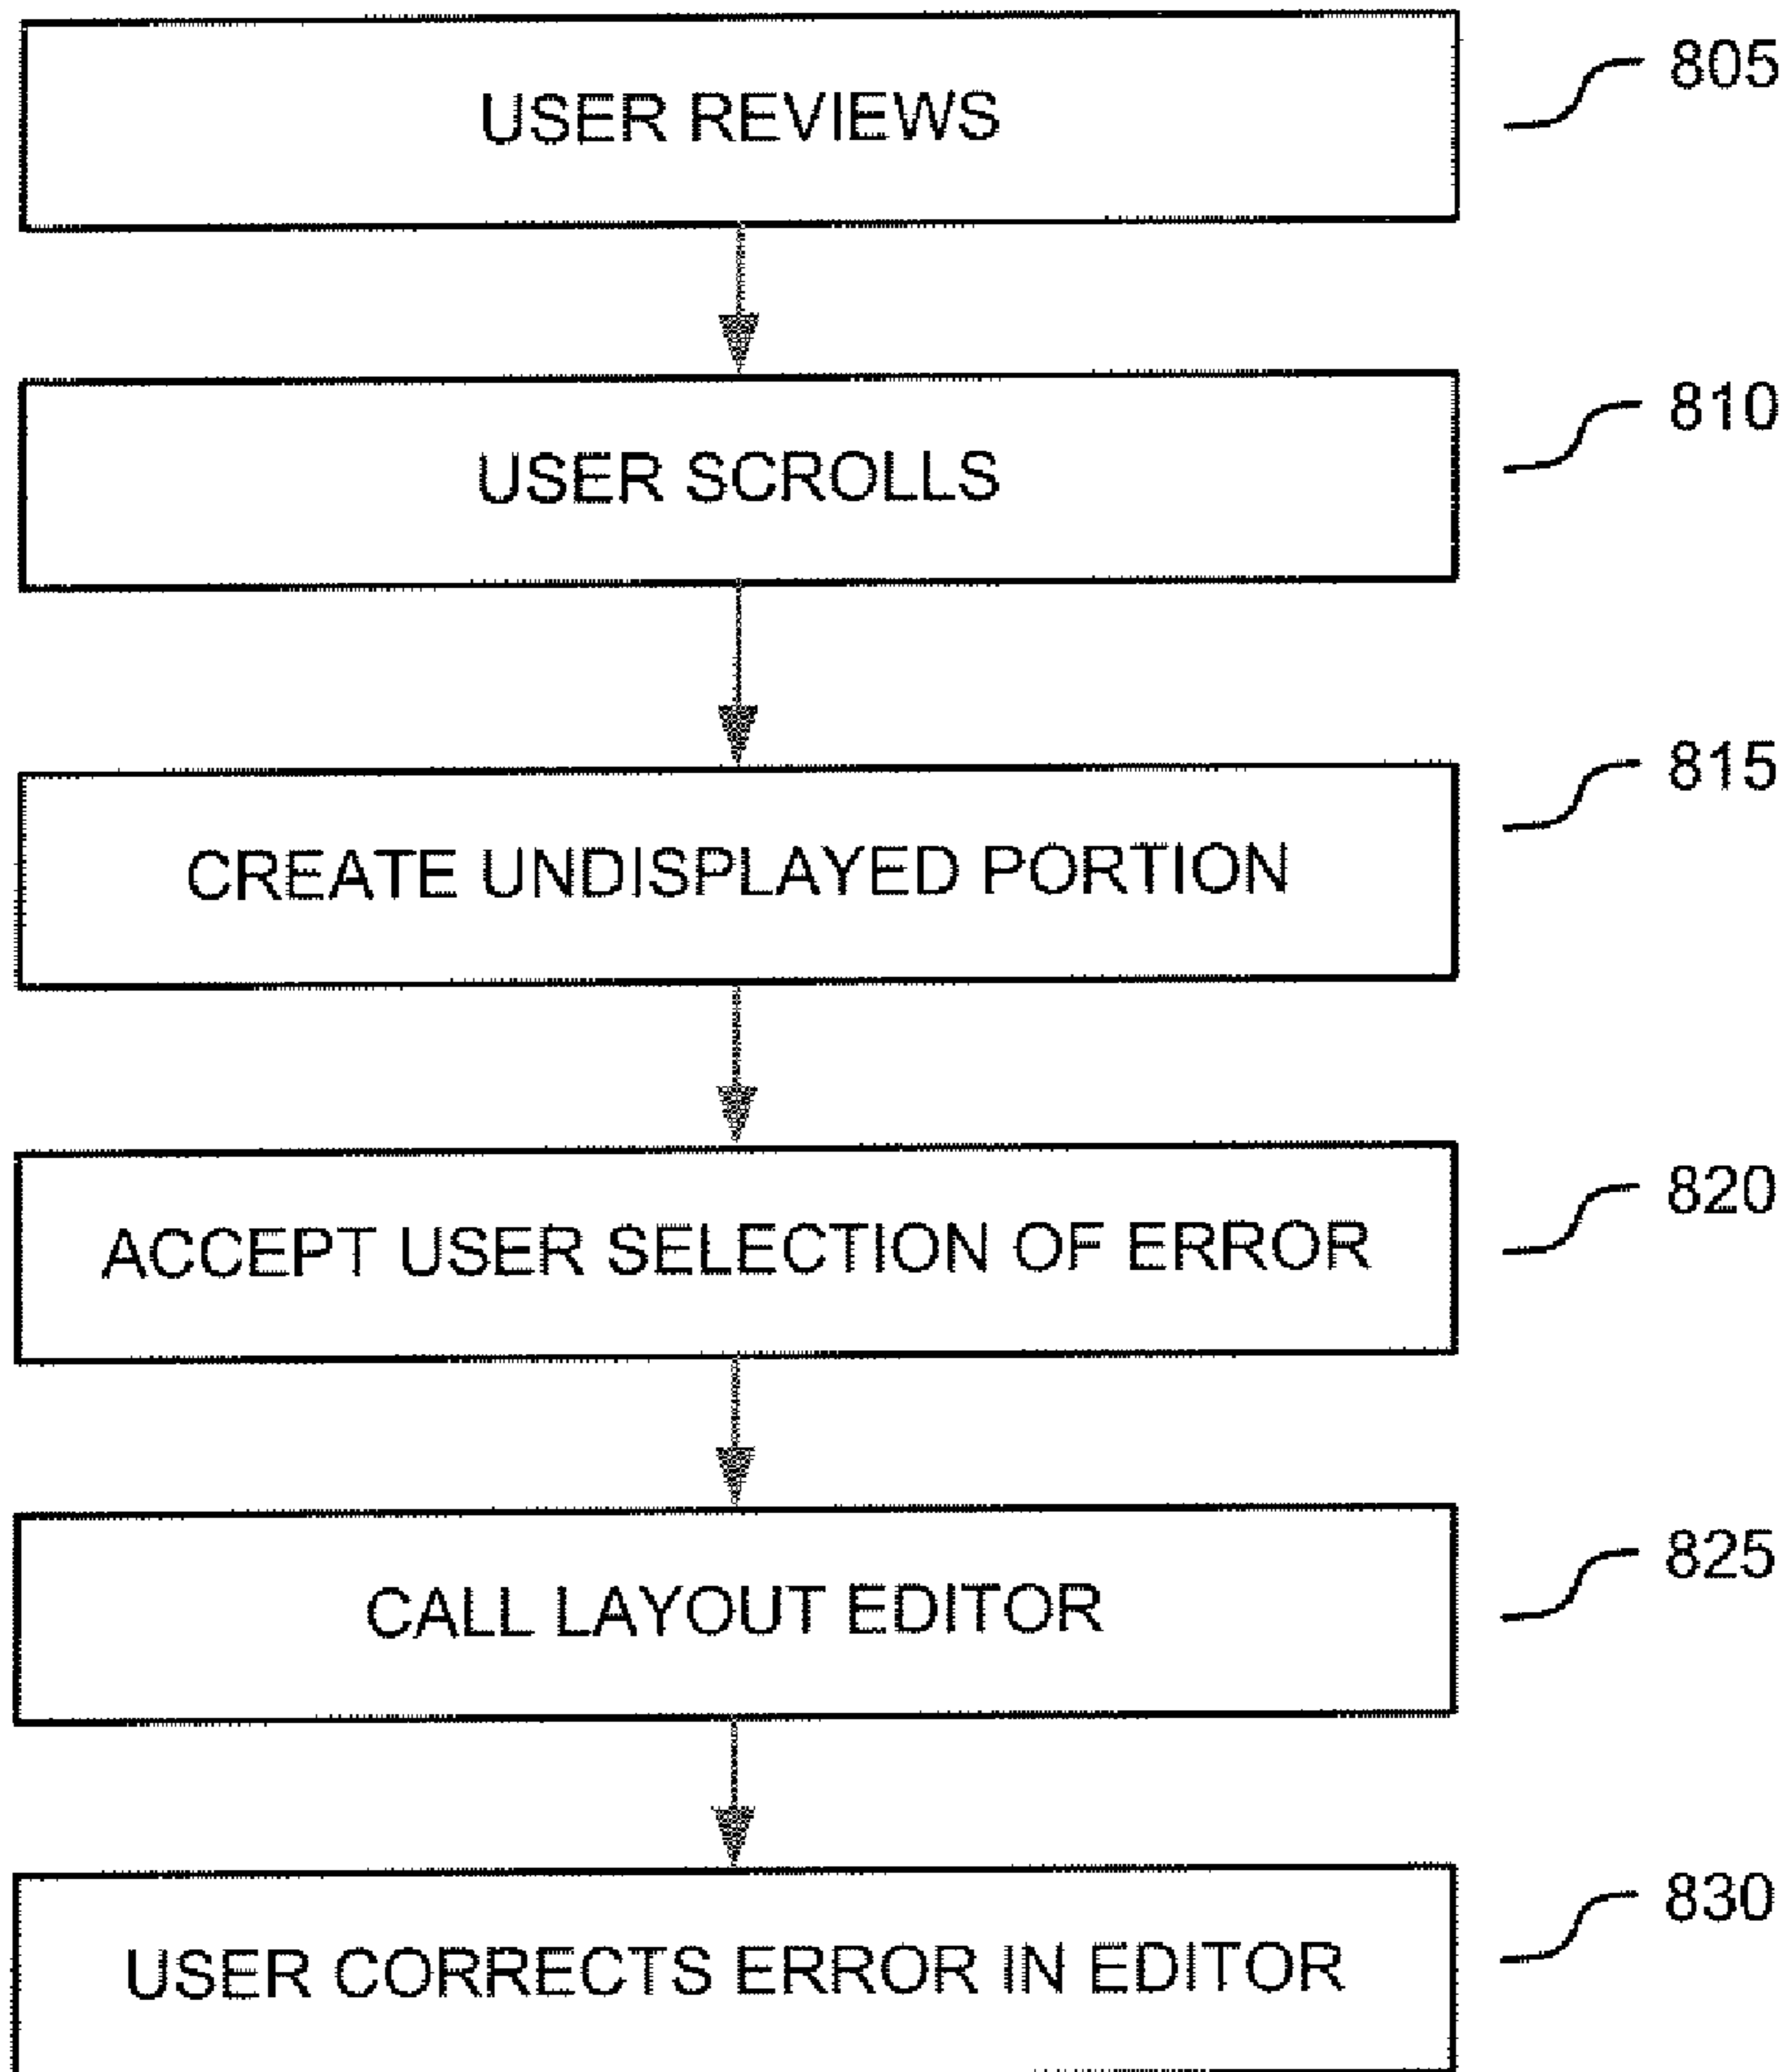 USER REVIEWS
805
USER SCROLLS
810
CREATE UNDISPLAYED PORTION
815
ACCEPT USER SELECTION OF ERROR
820
CALL LAYOUT EDITOR
825
USER CORRECTS ERROR IN EDITOR
830